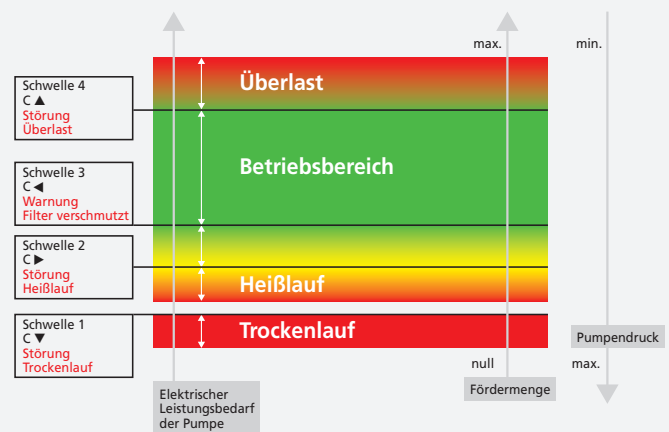 max.
min.
Schwelle 4
C ▲
Störung
Überlast
Überlast
Schwelle 3
C ◄
Warnung
Filter verschmutzt
Betriebsbereich
Schwelle 2
C ►
Störung
Heißlauf
Heißlauf
Schwelle 1
C ▼
Störung
Trockenlauf
Trockenlauf
Pumpendruck
null
max.
Elektrischer
Leistungsbedarf
der Pumpe
Fördermenge